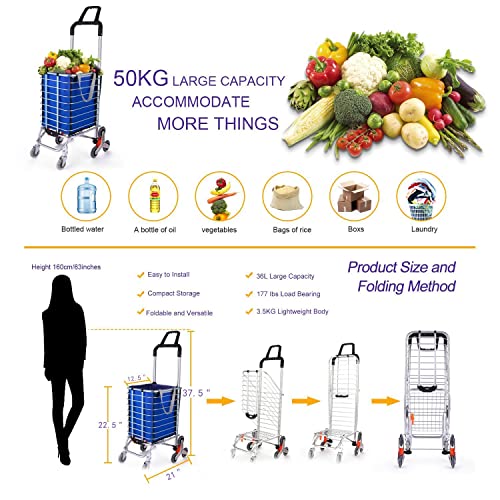 50KG LARGE CAPACITY
ACCOMMODATE
MORE THINGS
Bottled water
A bottle of oil
vegetables
Bags of rice
Boxs
Laundry
Height 160cm/63inches
Easy to Install
Compact Storage
Foldable and Versatile
36L Large Capacity
177 lbs Load Bearing
3.5KG Lightweight Body
Product Size and
Folding Method
12.5"
37.5"
22.5"
21"